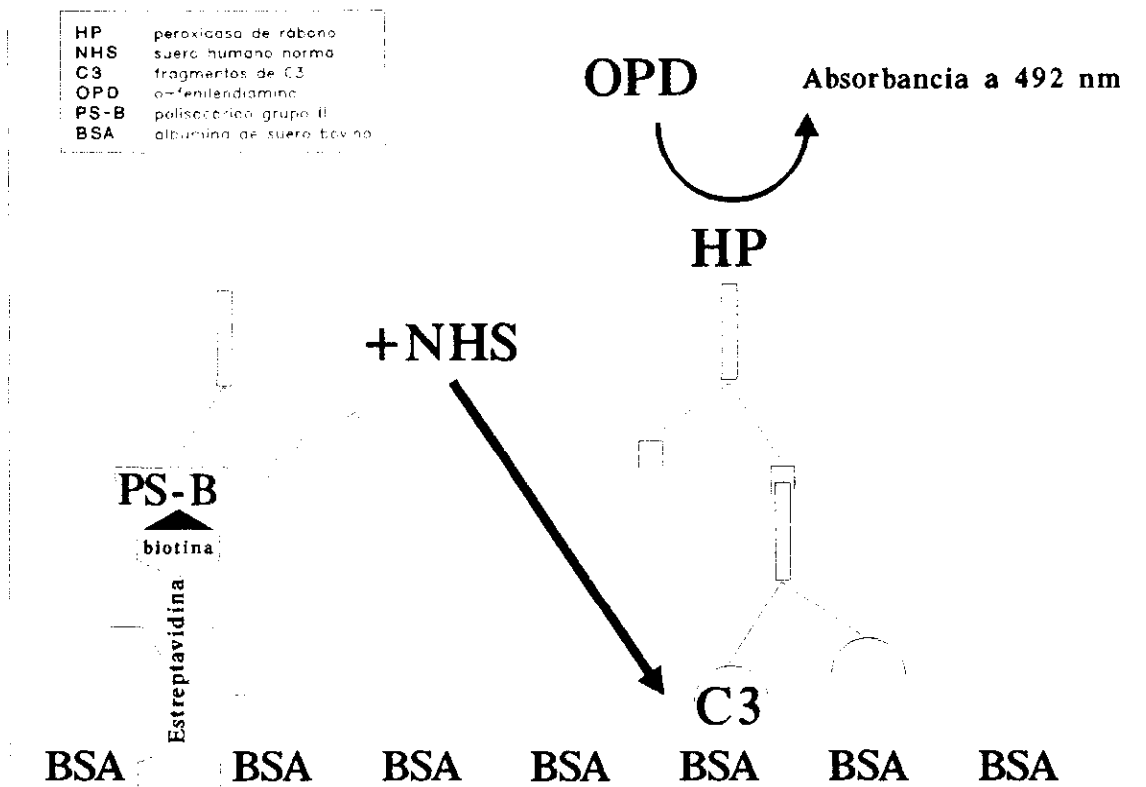 HP peroxicasa de rábano
NHS suero humano norma
C3 fragmentos de C3
OPD o-fenilendiamina
PS-B polisacárico grupo B
BSA albumina de suero bovino
OPD
Absorbancia a 492 nm
HP
+NHS
PS-B
biotina
Estreptavidina
C3
BSA BSA BSA BSA BSA BSA BSA